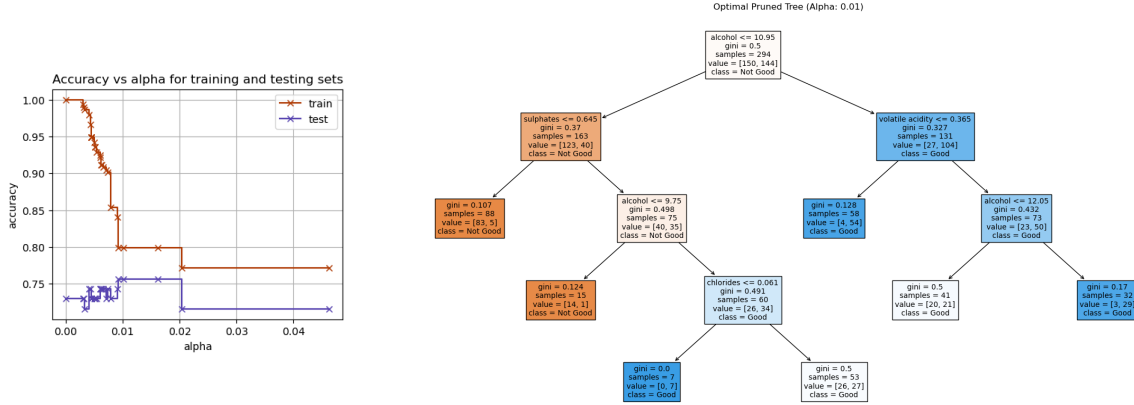 Accuracy vs alpha for training and testing sets
1.00
0.95
0.90
0.85
0.80
0.75
accuracy
train
test
0.00
0.01
0.02
0.03
0.04
alpha
Optimal Pruned Tree (Alpha: 0.01)
alcohol <= 10.95
gini = 0.5
samples = 294
value = [150, 144]
class = Not Good
sulphates <= 0.645
gini = 0.37
samples = 163
value = [123, 40]
class = Not Good
volatile acidity <= 0.365
gini = 0.327
samples = 131
value = [27, 104]
class = Good
gini = 0.107
samples = 88
value = [83, 5]
class = Not Good
alcohol <= 9.75
gini = 0.498
samples = 75
value = [40, 35]
class = Not Good
gini = 0.128
samples = 58
value = [4, 54]
class = Good
alcohol <= 12.05
gini = 0.432
samples = 73
value = [23, 50]
class = Good
gini = 0.124
samples = 15
value = [14, 1]
class = Not Good
chlorides <= 0.061
gini = 0.491
samples = 60
value = [26, 34]
class = Good
gini = 0.5
samples = 41
value = [20, 21]
class = Good
gini = 0.17
samples = 32
value = [3, 29]
class = Good
gini = 0.0
samples = 7
value = [0, 7]
class = Good
gini = 0.5
samples = 53
value = [26, 27]
class = Good